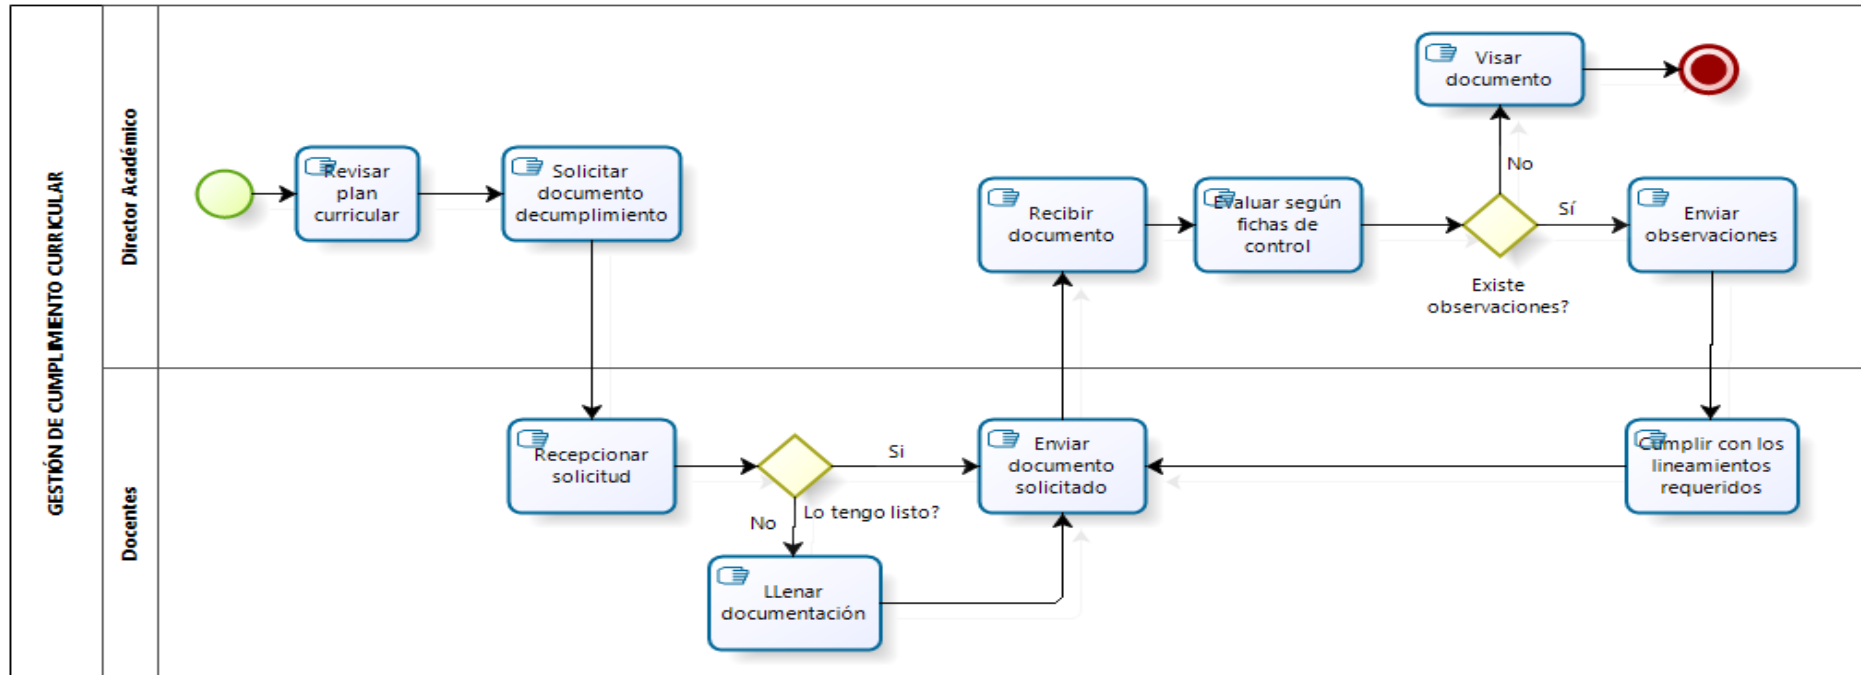 GESTIÓN DE CUMPLIMIENTO CURRICULAR
Director Académico
Revisar
plan
curricular
Solicitar
documento
decumplimiento
Recibir
documento
Evaluar según
fichas de
control
Visar
documento
No
Sí
Existe
observaciones?
Enviar
observaciones
Docentes
Recepcionar
solicitud
Si
No
Lo tengo listo?
LLenar
documentación
Enviar
documento
solicitado
Cumplir con los
lineamientos
requeridos